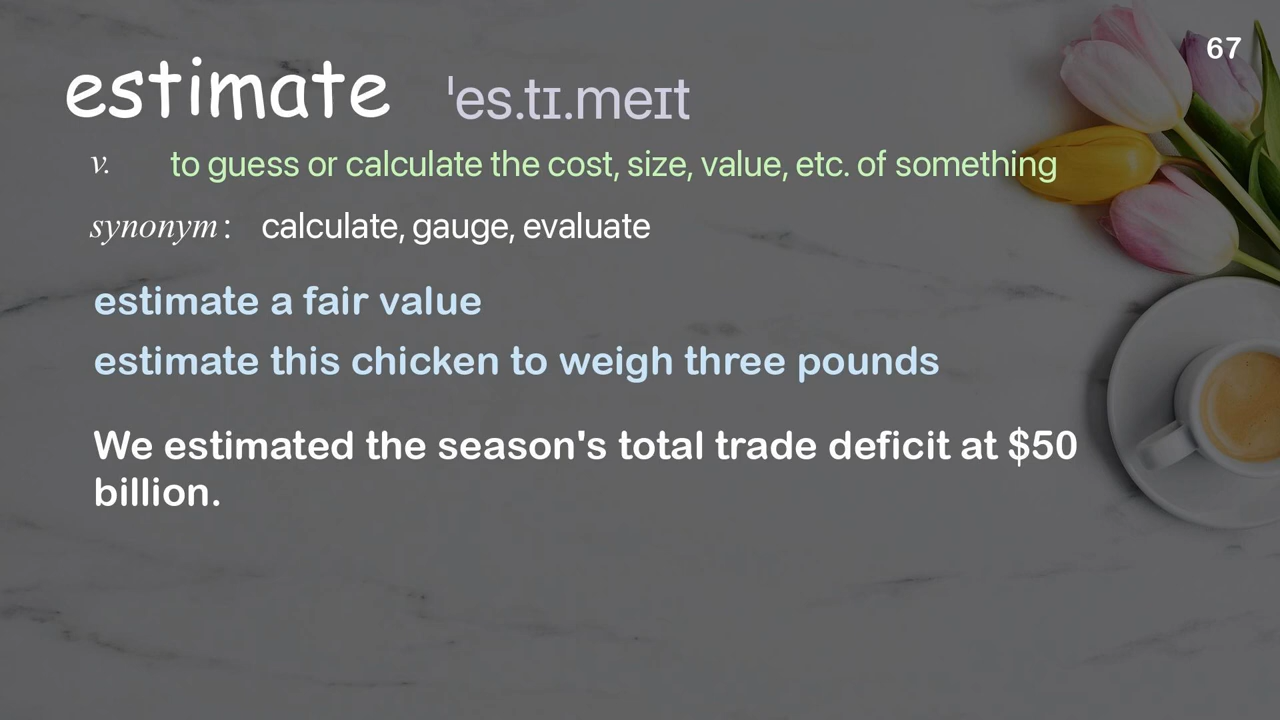 67
estimate ˈes.tɪ.meɪt
v. to guess or calculate the cost, size, value, etc. of something
synonym: calculate, gauge, evaluate
estimate a fair value
estimate this chicken to weigh three pounds
We estimated the season's total trade deficit at $50
billion.